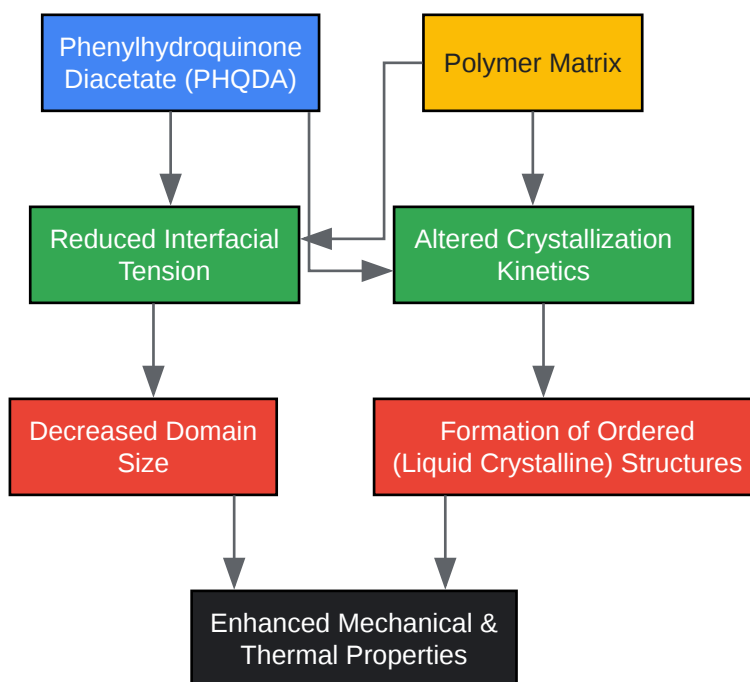 Phenylhydroquinone
Diacetate (PHQDA)
Polymer Matrix
Reduced Interfacial
Tension
Altered Crystallization
Kinetics
Decreased Domain
Size
Formation of Ordered
(Liquid Crystalline) Structures
Enhanced Mechanical &
Thermal Properties